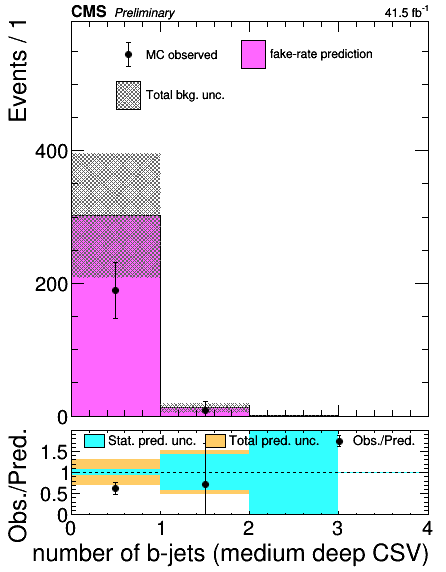 CMS Preliminary 41.5 fb⁻¹
Events / 1
MC observed
fake-rate prediction
Total bkg. unc.
400
200
0
Obs./Pred.
Stat. pred. unc.
Total pred. unc.
Obs./Pred.
1.5
1
0.5
0
0 1 2 3 4
number of b-jets (medium deep CSV)